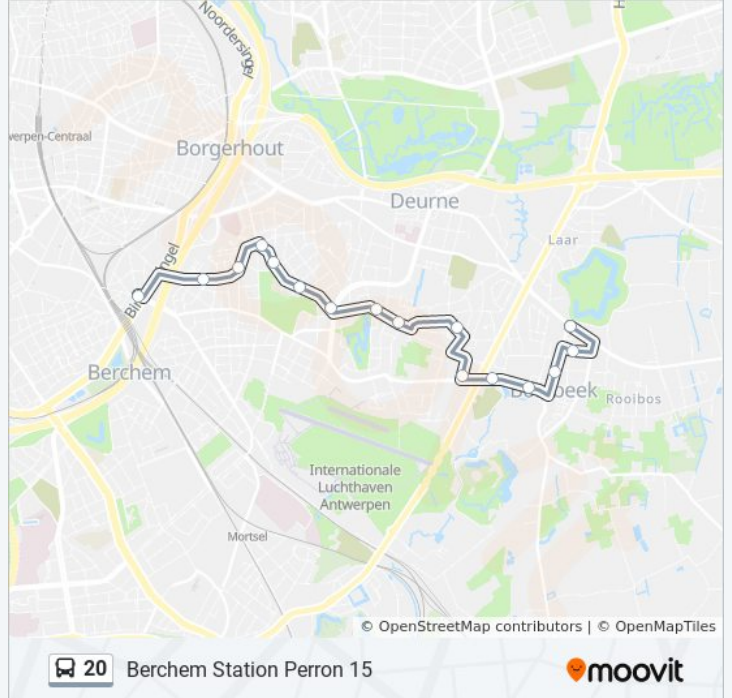 Noordersingel
werpen-Centraal
Borgerhout
Deurne
Laar
Berchem
Rooibos
Internationale
Luchthaven
Antwerpen
Mortsel
© OpenStreetMap contributors | © OpenMapTiles
20 Berchem Station Perron 15
moovit